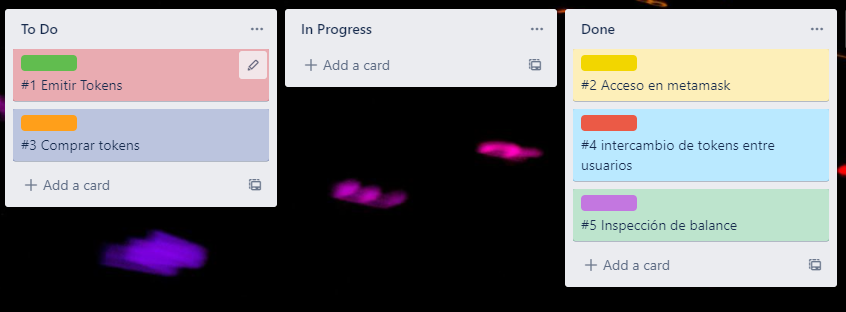 To Do
#1 Emitir Tokens
#3 Comprar tokens
Add a card
In Progress
Add a card
Done
#2 Acceso en metamask
#4 intercambio de tokens entre
usuarios
#5 Inspección de balance
Add a card